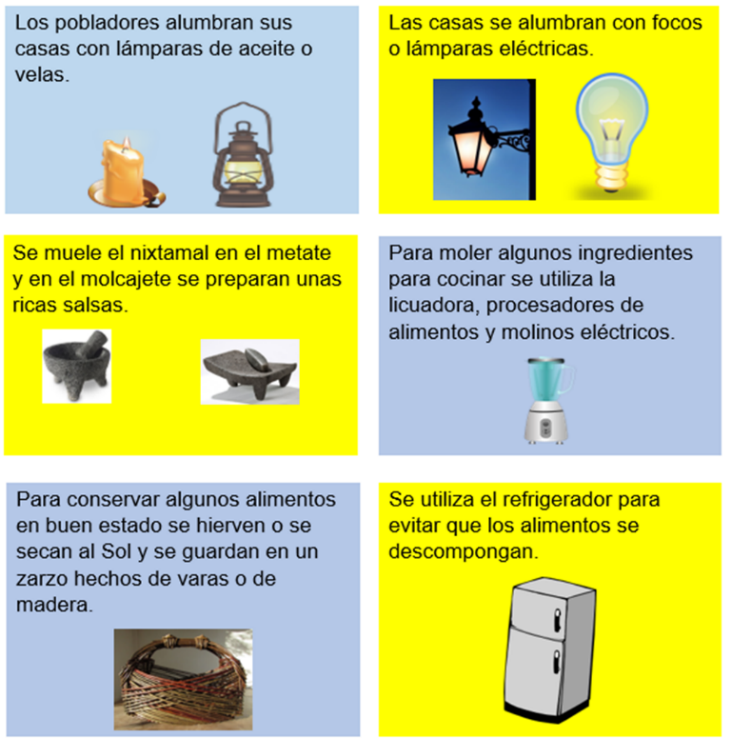 Los pobladores alumbran sus
casas con lámparas de aceite o
velas.
Las casas se alumbran con focos
o lámparas eléctricas.
Se muele el nixtamal en el metate
y en el molcajete se preparan unas
ricas salsas.
Para moler algunos ingredientes
para cocinar se utiliza la
licuadora, procesadores de
alimentos y molinos eléctricos.
Para conservar algunos alimentos
en buen estado se hierven o se
secan al Sol y se guardan en un
zarzo hechos de varas o de
madera.
Se utiliza el refrigerador para
evitar que los alimentos se
descompongan.